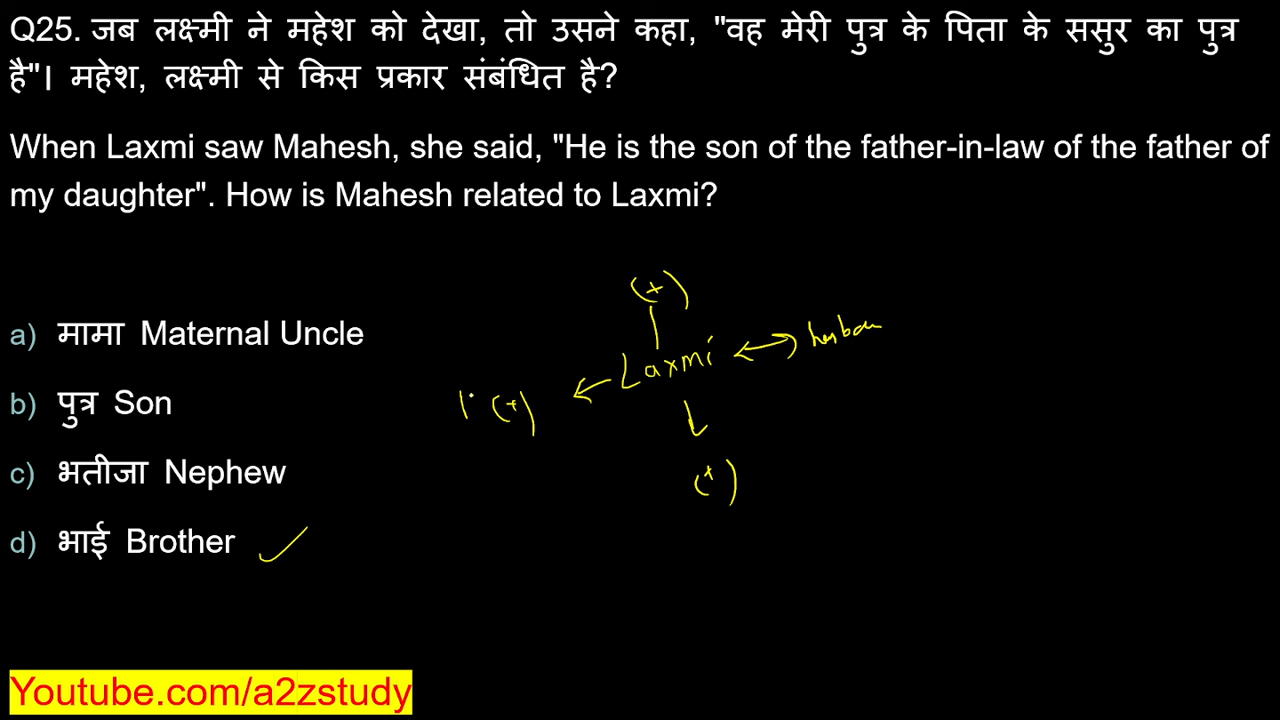 Q25. जब लक्ष्मी ने महेश को देखा, तो उसने कहा, "वह मेरी पुत्र के पिता के ससुर का पुत्र
है"। महेश, लक्ष्मी से किस प्रकार संबंधित है?
When Laxmi saw Mahesh, she said, "He is the son of the father-in-law of the father of
my daughter". How is Mahesh related to Laxmi?
(+)
a) मामा Maternal Uncle
Laxmi
b) पुत्र Son
(+)
c) भतीजा Nephew
(+)
d) भाई Brother
Youtube.com/a2zstudy